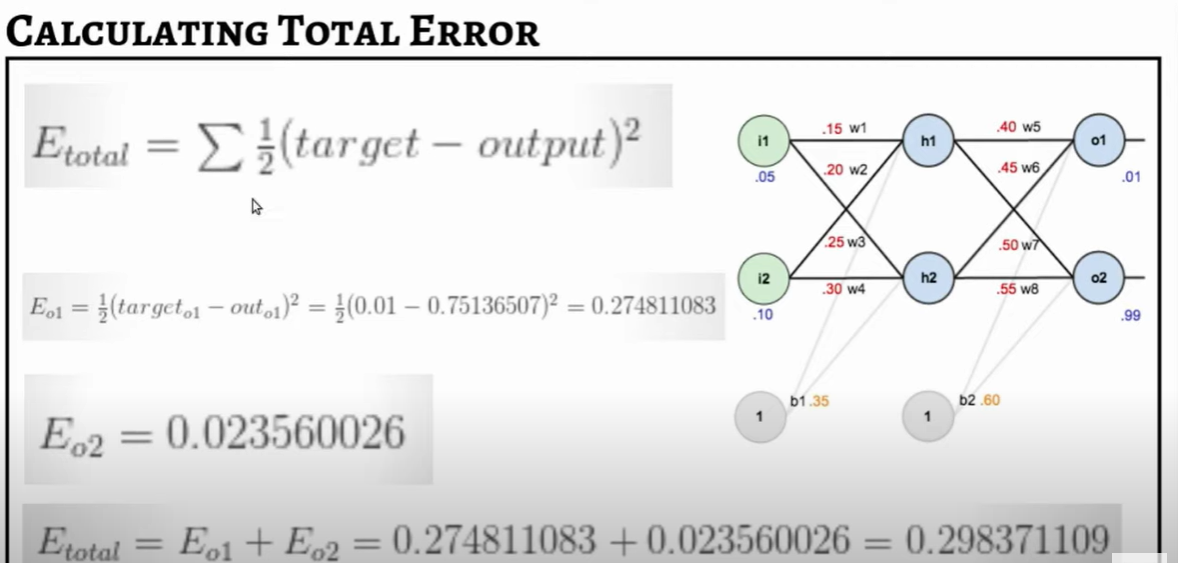 CALCULATING TOTAL ERROR
E_total = ∑ ½(target − output)²
E_o1 = ½(target_o1 − out_o1)² = ½(0.01 − 0.75136507)² = 0.274811083
E_o2 = 0.023560026
E_total = E_o1 + E_o2 = 0.274811083 + 0.023560026 = 0.298371109
i1 .15 w1 h1 .40 w5 o1
.05 .20 w2 .45 w6 .01
.25 w3 .50 w7
i2 .30 w4 h2 .55 w8 o2
.10 .99
1 b1 .35 1 b2 .60